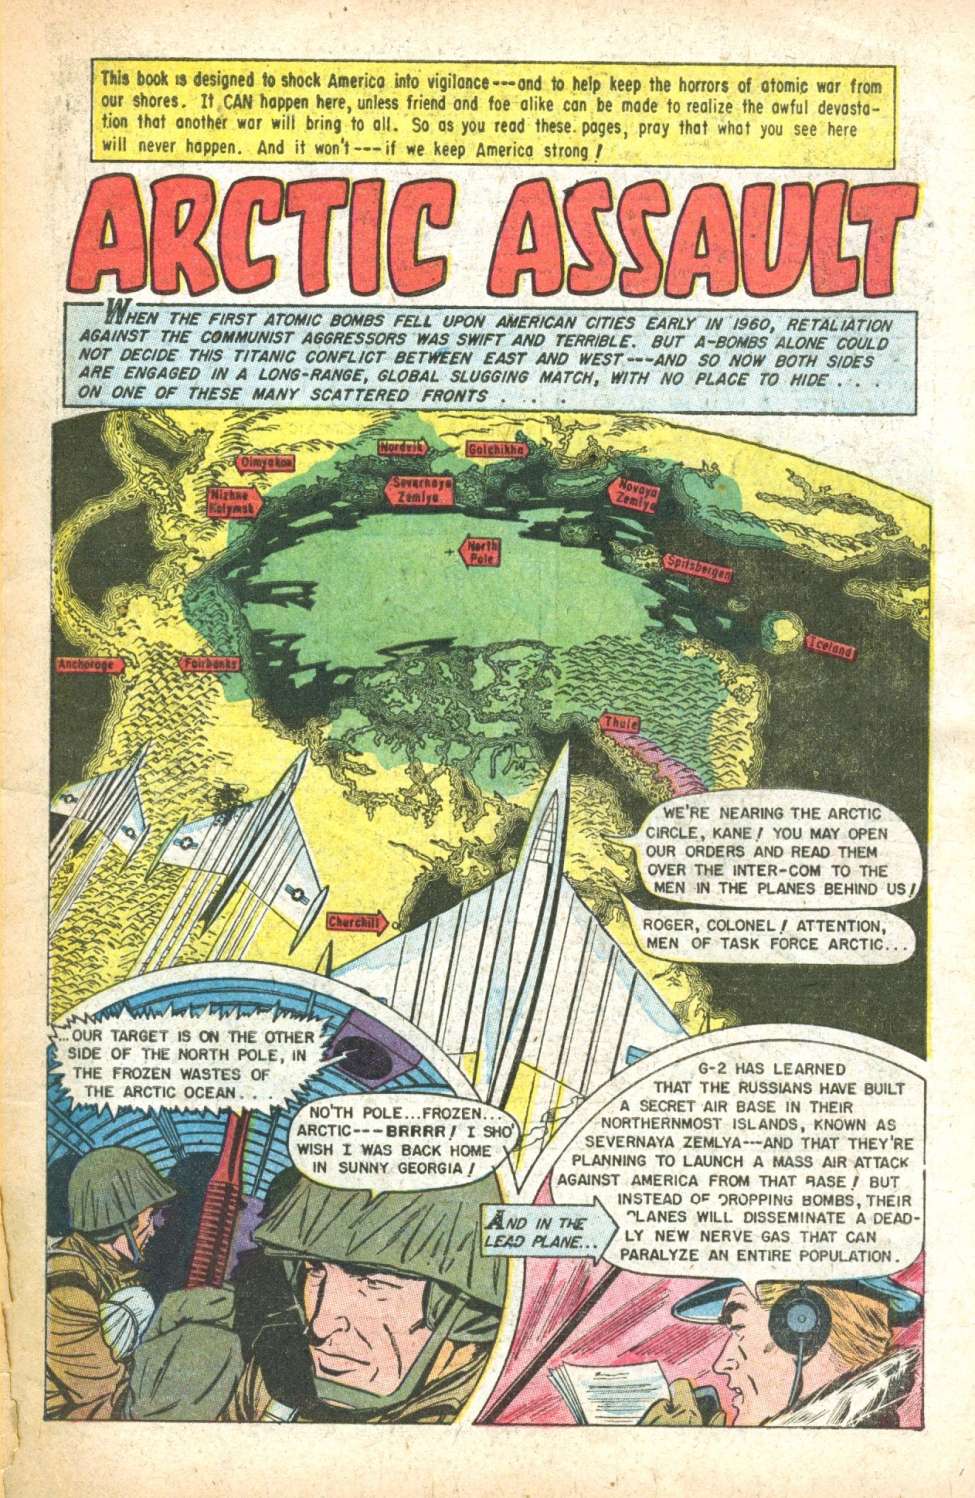 This book is designed to shock America into vigilance---and to help keep the horrors of atomic war from
our shores. It CAN happen here, unless friend and foe alike can be made to realize the awful devasta-
tion that another war will bring to all. So as you read these pages, pray that what you see here
will never happen. And it won't---if we keep America strong!
ARCTIC ASSAULT
WHEN THE FIRST ATOMIC BOMBS FELL UPON AMERICAN CITIES EARLY IN 1960, RETALIATION
AGAINST THE COMMUNIST AGGRESSORS WAS SWIFT AND TERRIBLE. BUT A-BOMBS ALONE COULD
NOT DECIDE THIS TITANIC CONFLICT BETWEEN EAST AND WEST---AND SO NOW BOTH SIDES
ARE ENGAGED IN A LONG-RANGE, GLOBAL SLUGGING MATCH, WITH NO PLACE TO HIDE . . .
ON ONE OF THESE MANY SCATTERED FRONTS . . . .
Nordvik
Golchikha
Oimyakon
Severnaya
Zemlya
Novaya
Zemlya
Nizhne
Kolymsk
North
Pole
Spitsbergen
Iceland
Anchorage
Fairbanks
Thule
Churchill
WE'RE NEARING THE ARCTIC
CIRCLE, KANE! YOU MAY OPEN
OUR ORDERS AND READ THEM
OVER THE INTER-COM TO THE
MEN IN THE PLANES BEHIND US!
ROGER, COLONEL! ATTENTION,
MEN OF TASK FORCE ARCTIC...
...OUR TARGET IS ON THE OTHER
SIDE OF THE NORTH POLE, IN
THE FROZEN WASTES OF
THE ARCTIC OCEAN . . .
NO'TH POLE...FROZEN...
ARCTIC---BRRRR! I SHO'
WISH I WAS BACK HOME
IN SUNNY GEORGIA!
AND IN THE
LEAD PLANE...
G-2 HAS LEARNED
THAT THE RUSSIANS HAVE BUILT
A SECRET AIR BASE IN THEIR
NORTHERNMOST ISLANDS, KNOWN AS
SEVERNAYA ZEMLYA---AND THAT THEY'RE
PLANNING TO LAUNCH A MASS AIR ATTACK
AGAINST AMERICA FROM THAT BASE! BUT
INSTEAD OF DROPPING BOMBS, THEIR
PLANES WILL DISSEMINATE A DEAD-
LY NEW NERVE GAS THAT CAN
PARALYZE AN ENTIRE POPULATION.